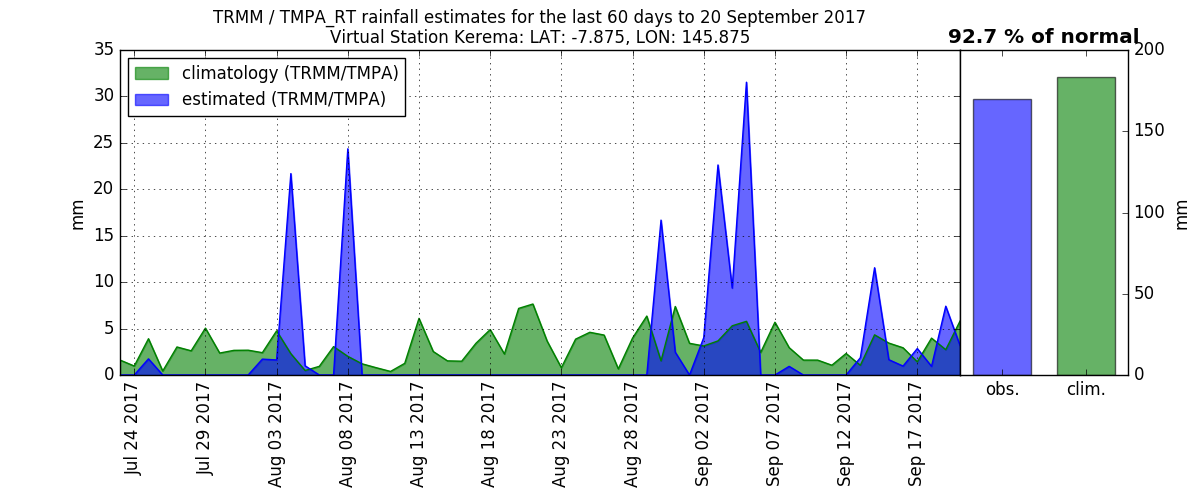 TRMM / TMPA_RT rainfall estimates for the last 60 days to 20 September 2017
Virtual Station Kerema: LAT: -7.875, LON: 145.875
92.7 % of normal
climatology (TRMM/TMPA)
estimated (TRMM/TMPA)
mm
35
30
25
20
15
10
5
0
Jul 24 2017
Jul 29 2017
Aug 03 2017
Aug 08 2017
Aug 13 2017
Aug 18 2017
Aug 23 2017
Aug 28 2017
Sep 02 2017
Sep 07 2017
Sep 12 2017
Sep 17 2017
obs.
clim.
200
150
100
50
0
mm